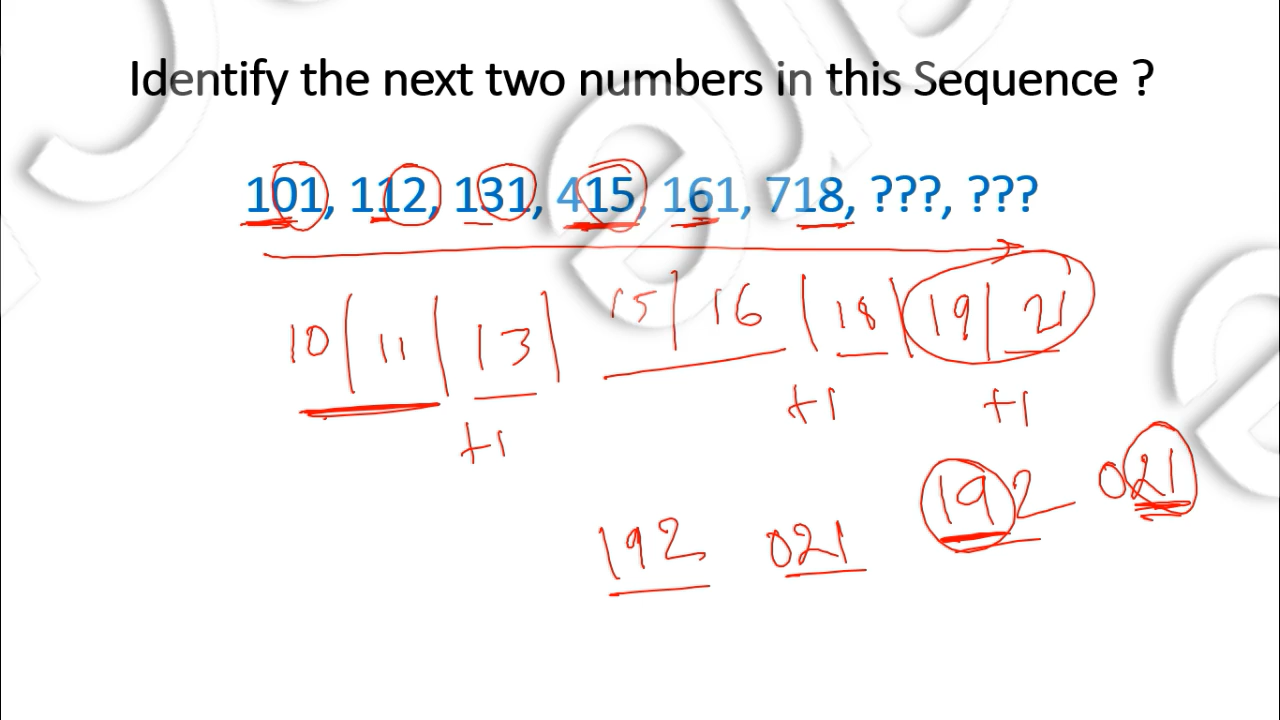 Identify the next two numbers in this Sequence ?
101, 112, 131, 415, 161, 718, ???, ???
10 | 11 | 13 | 15 | 16 | 18 | 19 | 21
+1 +1 +1
192 021
192 021